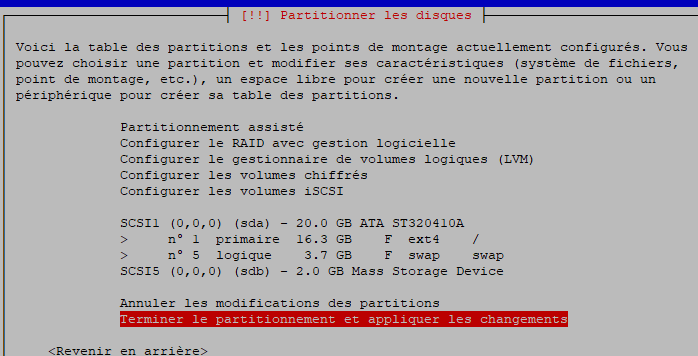 [!!] Partitionner les disques
Voici la table des partitions et les points de montage actuellement configurés. Vous
pouvez choisir une partition et modifier ses caractéristiques (système de fichiers,
point de montage, etc.), un espace libre pour créer une nouvelle partition ou un
périphérique pour créer sa table des partitions.
Partitionnement assisté
Configurer le RAID avec gestion logicielle
Configurer le gestionnaire de volumes logiques (LVM)
Configurer les volumes chiffrés
Configurer les volumes iSCSI
SCSI1 (0,0,0) (sda) - 20.0 GB ATA ST320410A
> n° 1 primaire 16.3 GB F ext4 /
> n° 5 logique 3.7 GB F swap swap
SCSI5 (0,0,0) (sdb) - 2.0 GB Mass Storage Device
Annuler les modifications des partitions
Terminer le partitionnement et appliquer les changements
<Revenir en arrière>